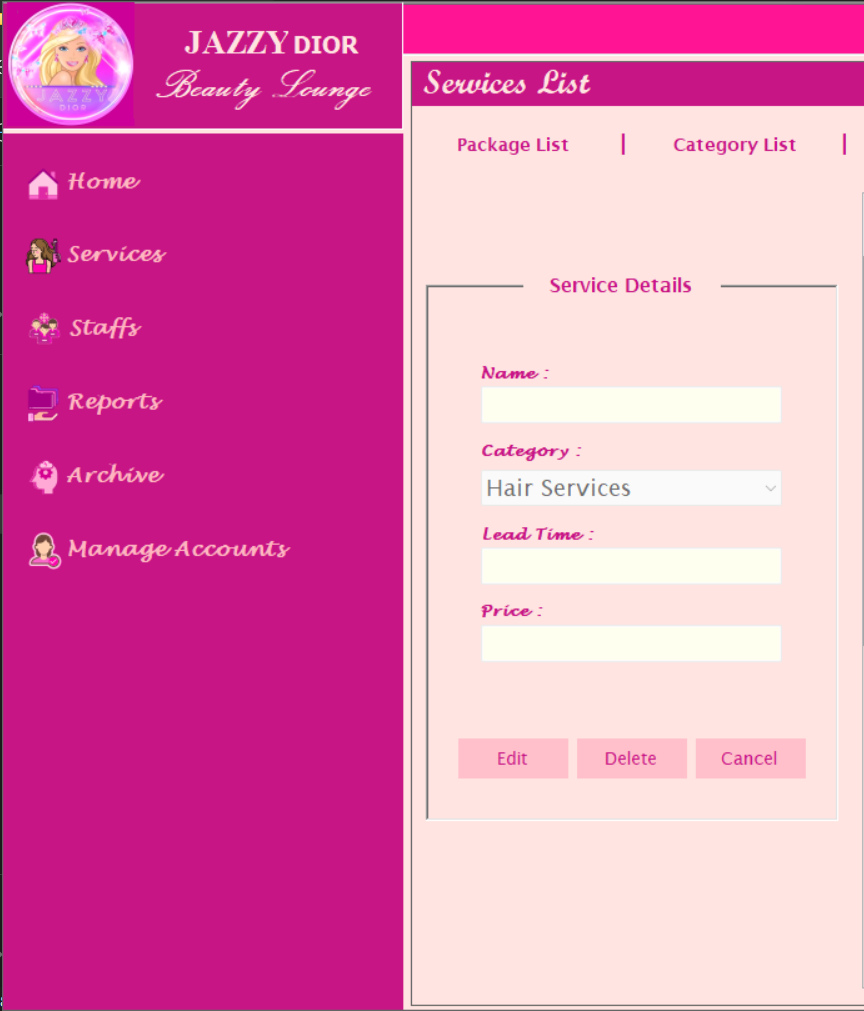 JAZZY DIOR
Beauty Lounge
JAZZY
DIOR
Home
Services
Staffs
Reports
Archive
Manage Accounts
Services List
Package List | Category List |
Service Details
Name :
Category :
Hair Services
Lead Time :
Price :
Edit Delete Cancel